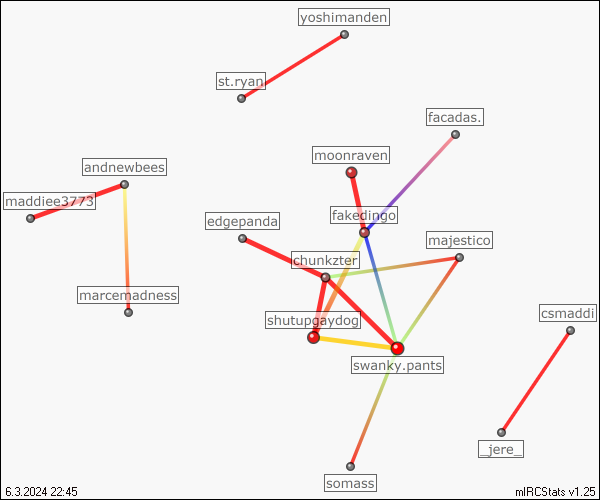 yoshimanden
st.ryan
facadas.
moonraven
andnewbees
maddiee3773
fakedingo
edgepanda
majestico
chunkzter
marcemadness
csmaddi
shutupgaydog
swanky.pants
_jere_
somass
6.3.2024 22:45
mIRCStats v1.25